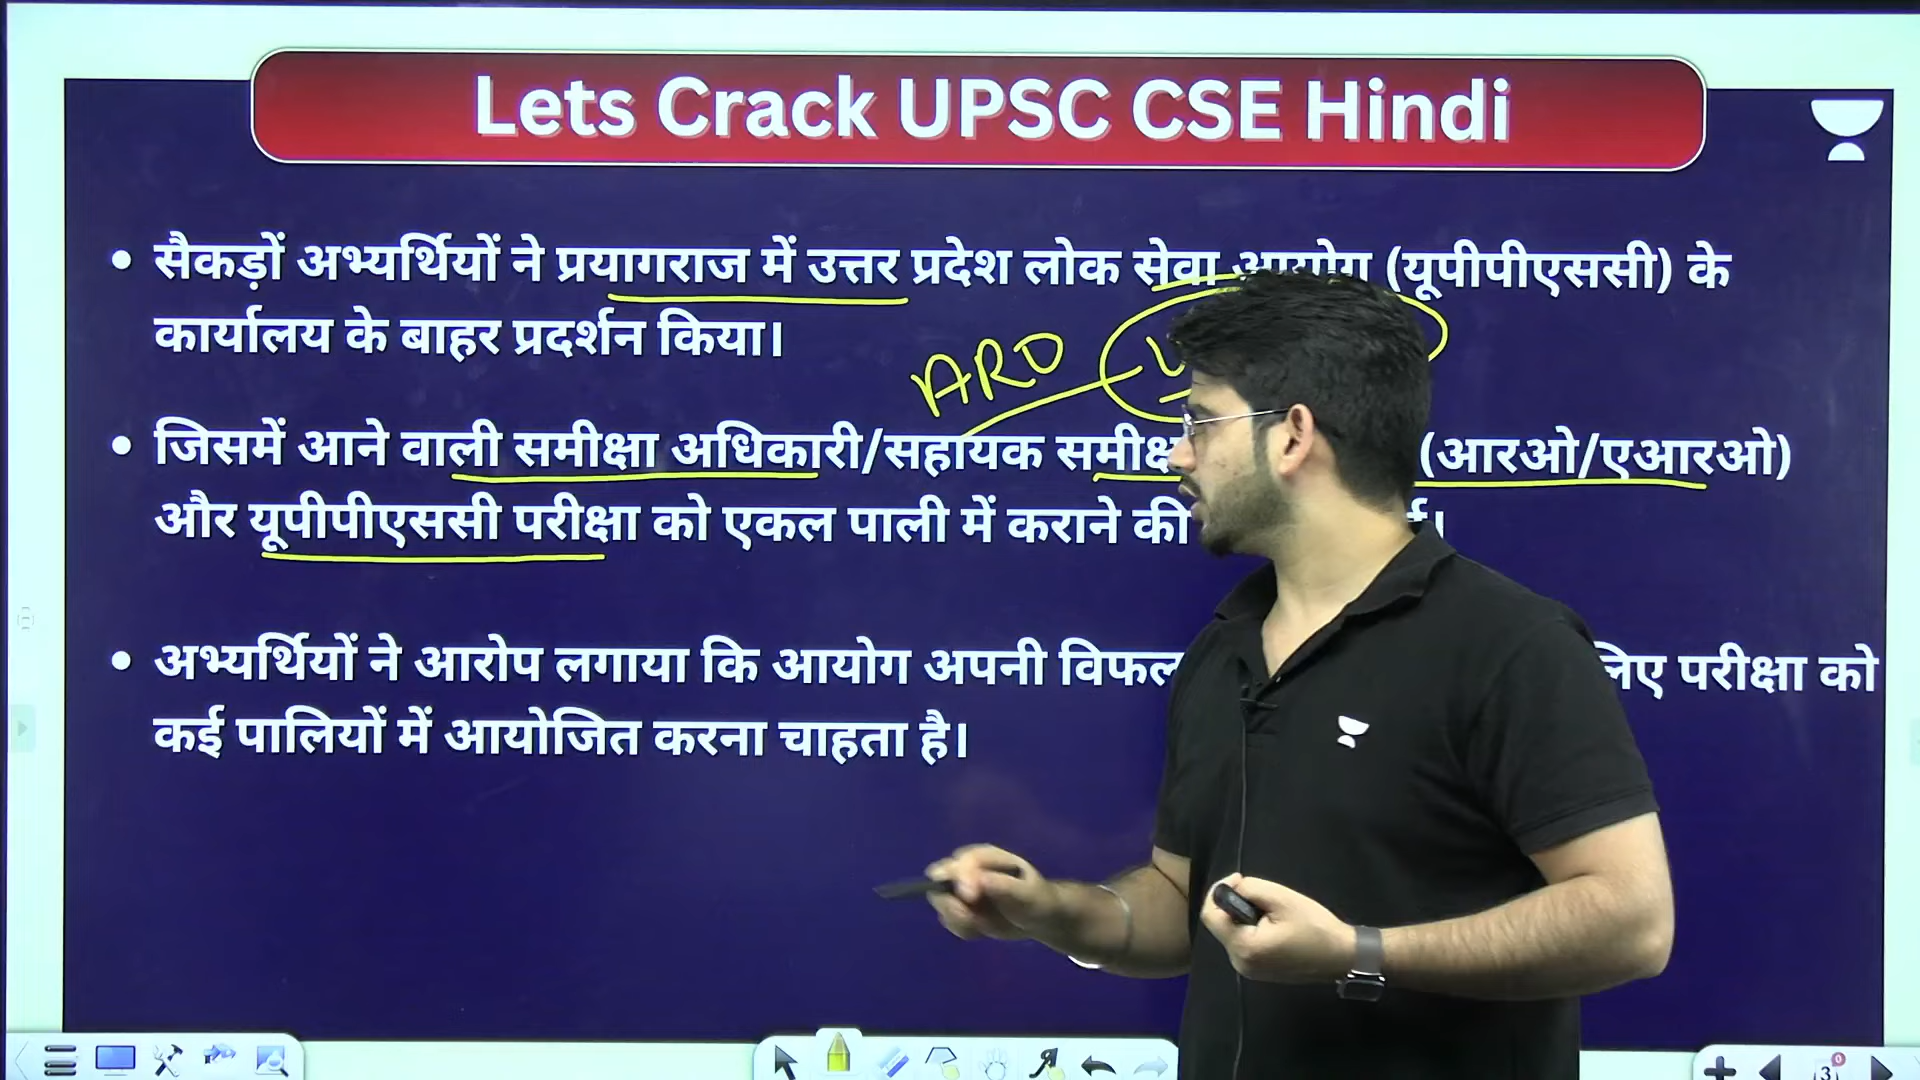 Lets Crack UPSC CSE Hindi
• सैकड़ों अभ्यर्थियों ने प्रयागराज में उत्तर प्रदेश लोक सेवा आयोग (यूपीपीएससी) के
कार्यालय के बाहर प्रदर्शन किया।
ARO
• जिसमें आने वाली समीक्षा अधिकारी/सहायक (आरओ/एआरओ)
और यूपीपीएससी परीक्षा को एकल पाली में कराने की
• अभ्यर्थियों ने आरोप लगाया कि आयोग अपनी लिए परीक्षा को
कई पालियों में आयोजित करना चाहता है।
3